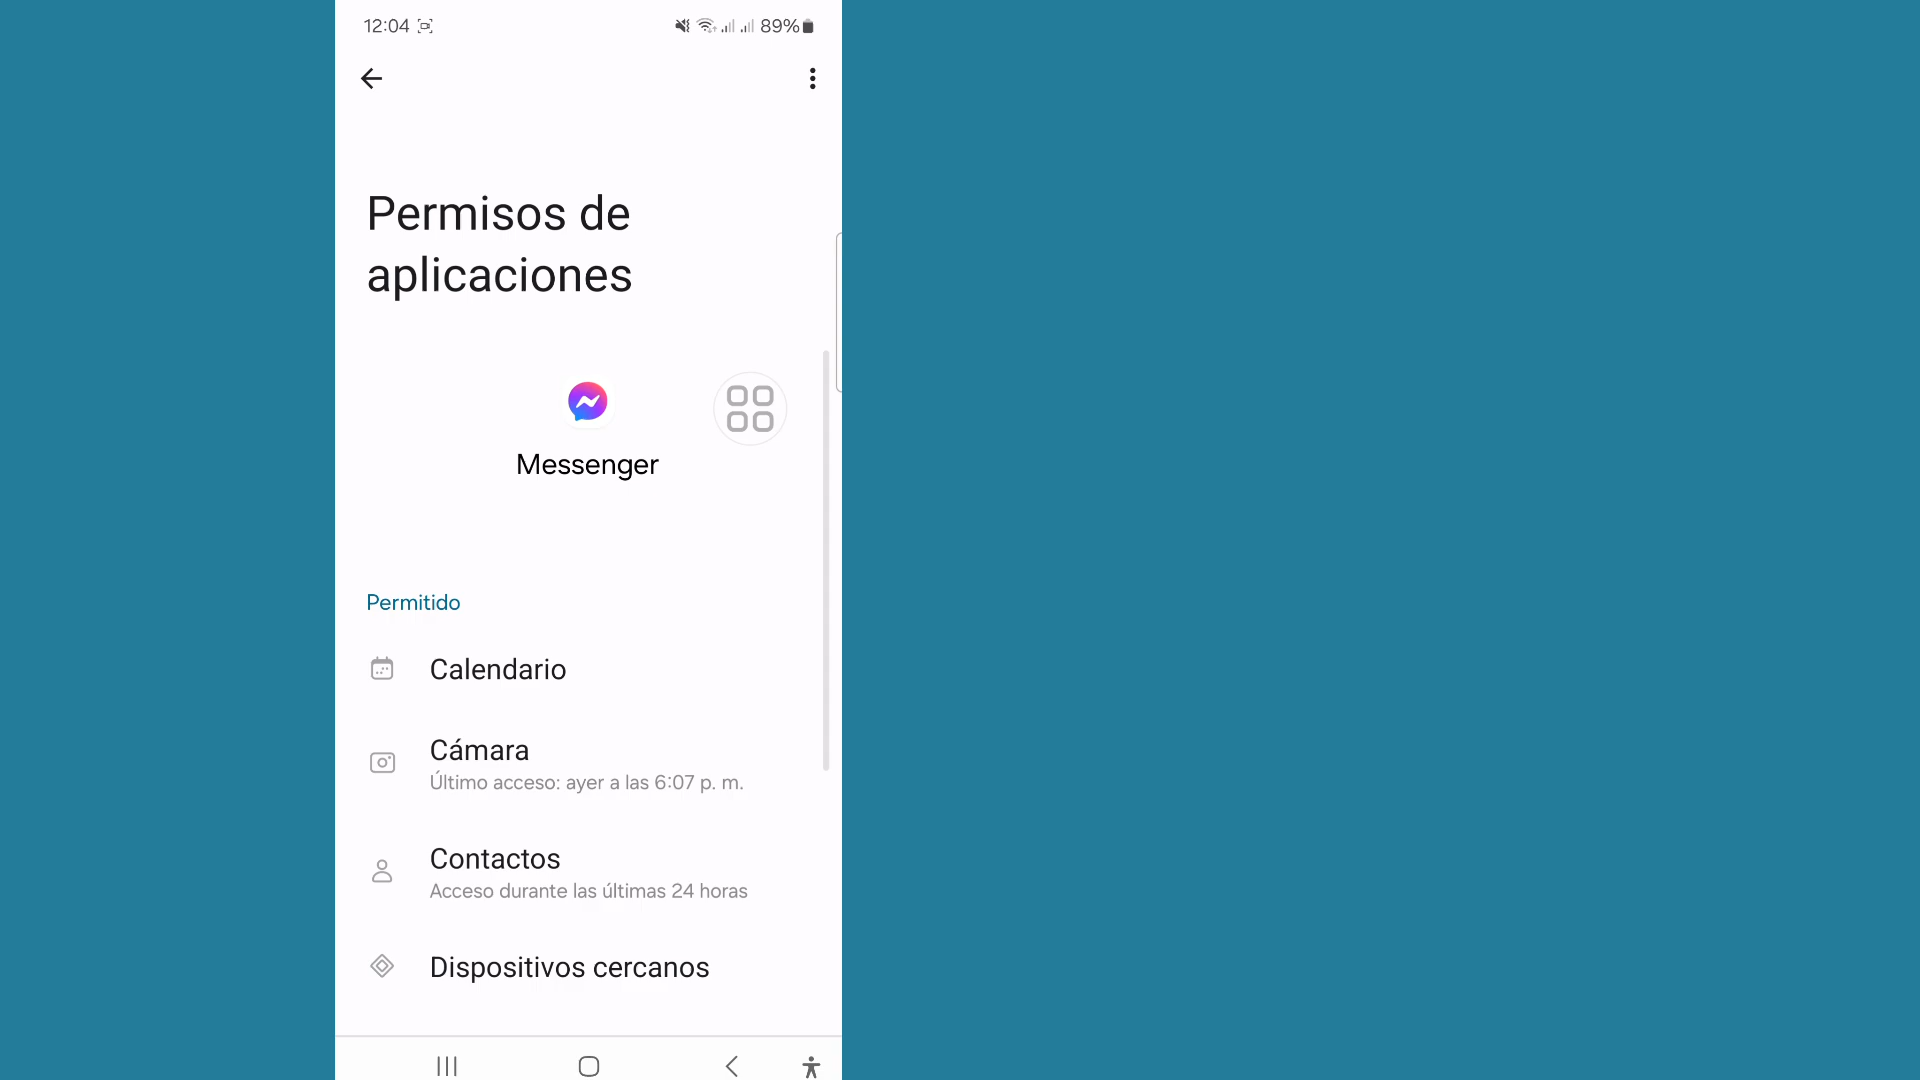 12:04 89%
Permisos de
aplicaciones
Messenger
Permitido
Calendario
Cámara
Último acceso: ayer a las 6:07 p. m.
Contactos
Acceso durante las últimas 24 horas
Dispositivos cercanos